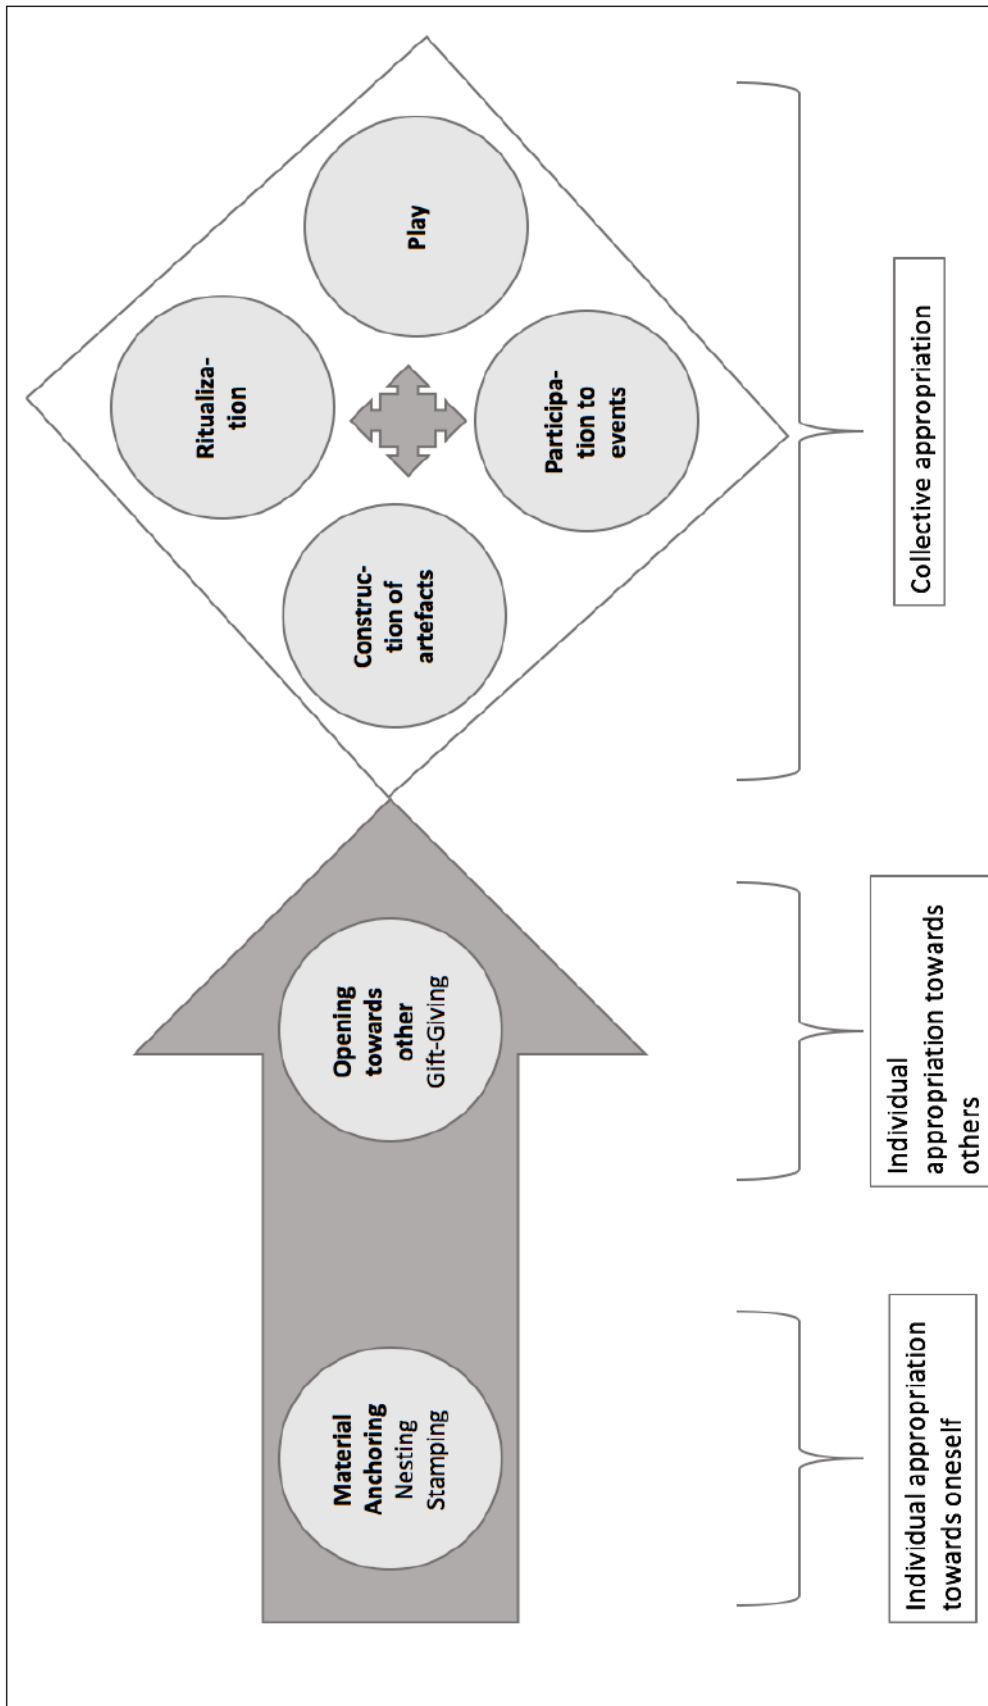 Material
Anchoring
Nesting
Stamping
Opening
towards
other
Gift-Giving
Construc-
tion of
artefacts
Ritualiza-
tion
Participa-
tion to
events
Play
Individual appropriation
towards oneself
Individual
appropriation towards
others
Collective appropriation